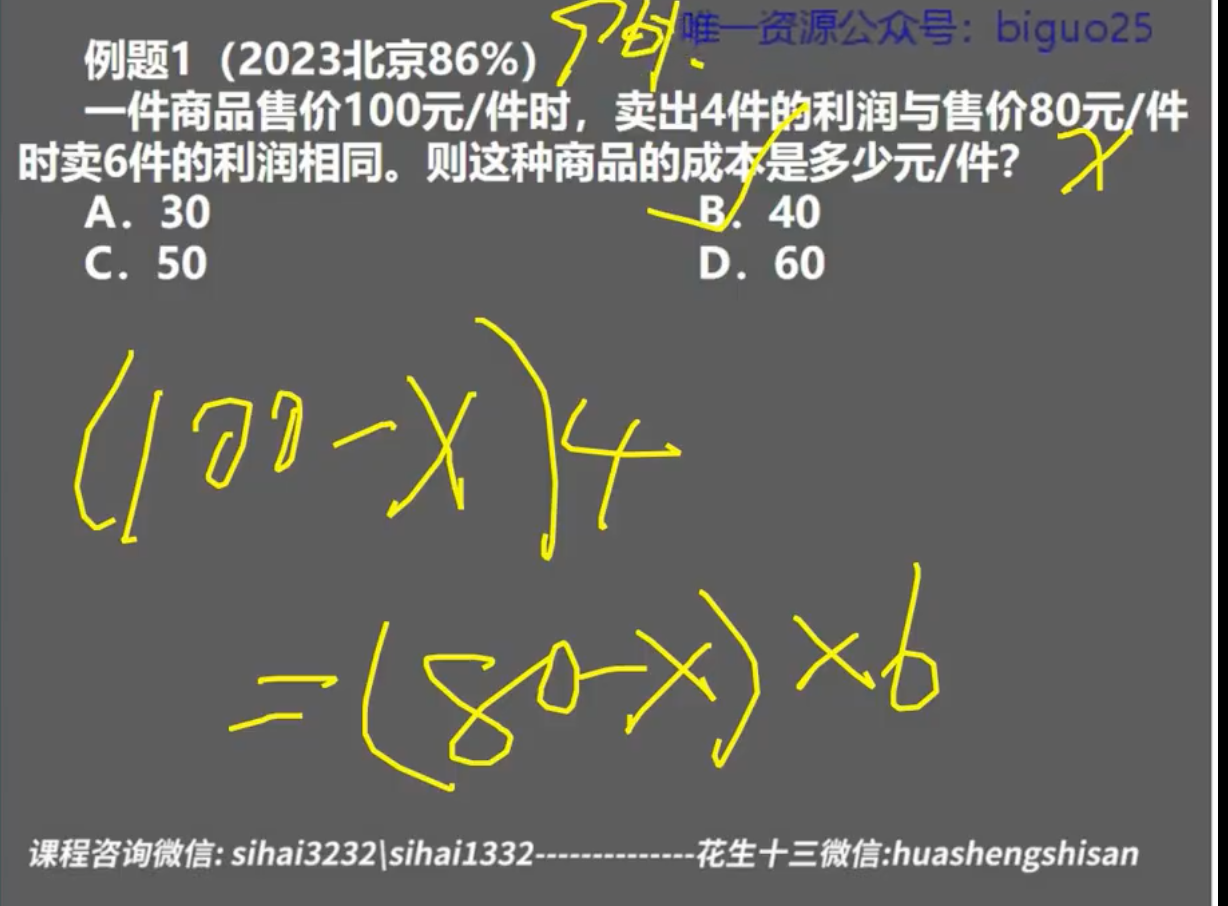 唯一资源公众号：biguo25
例题1（2023北京86%）
一件商品售价100元/件时，卖出4件的利润与售价80元/件
时卖6件的利润相同。则这种商品的成本是多少元/件？
x
A．30
B．40
C．50
D．60
(100-x)4
=(80-x)×6
课程咨询微信: sihai3232\sihai1332--------------花生十三微信:huashengshisan